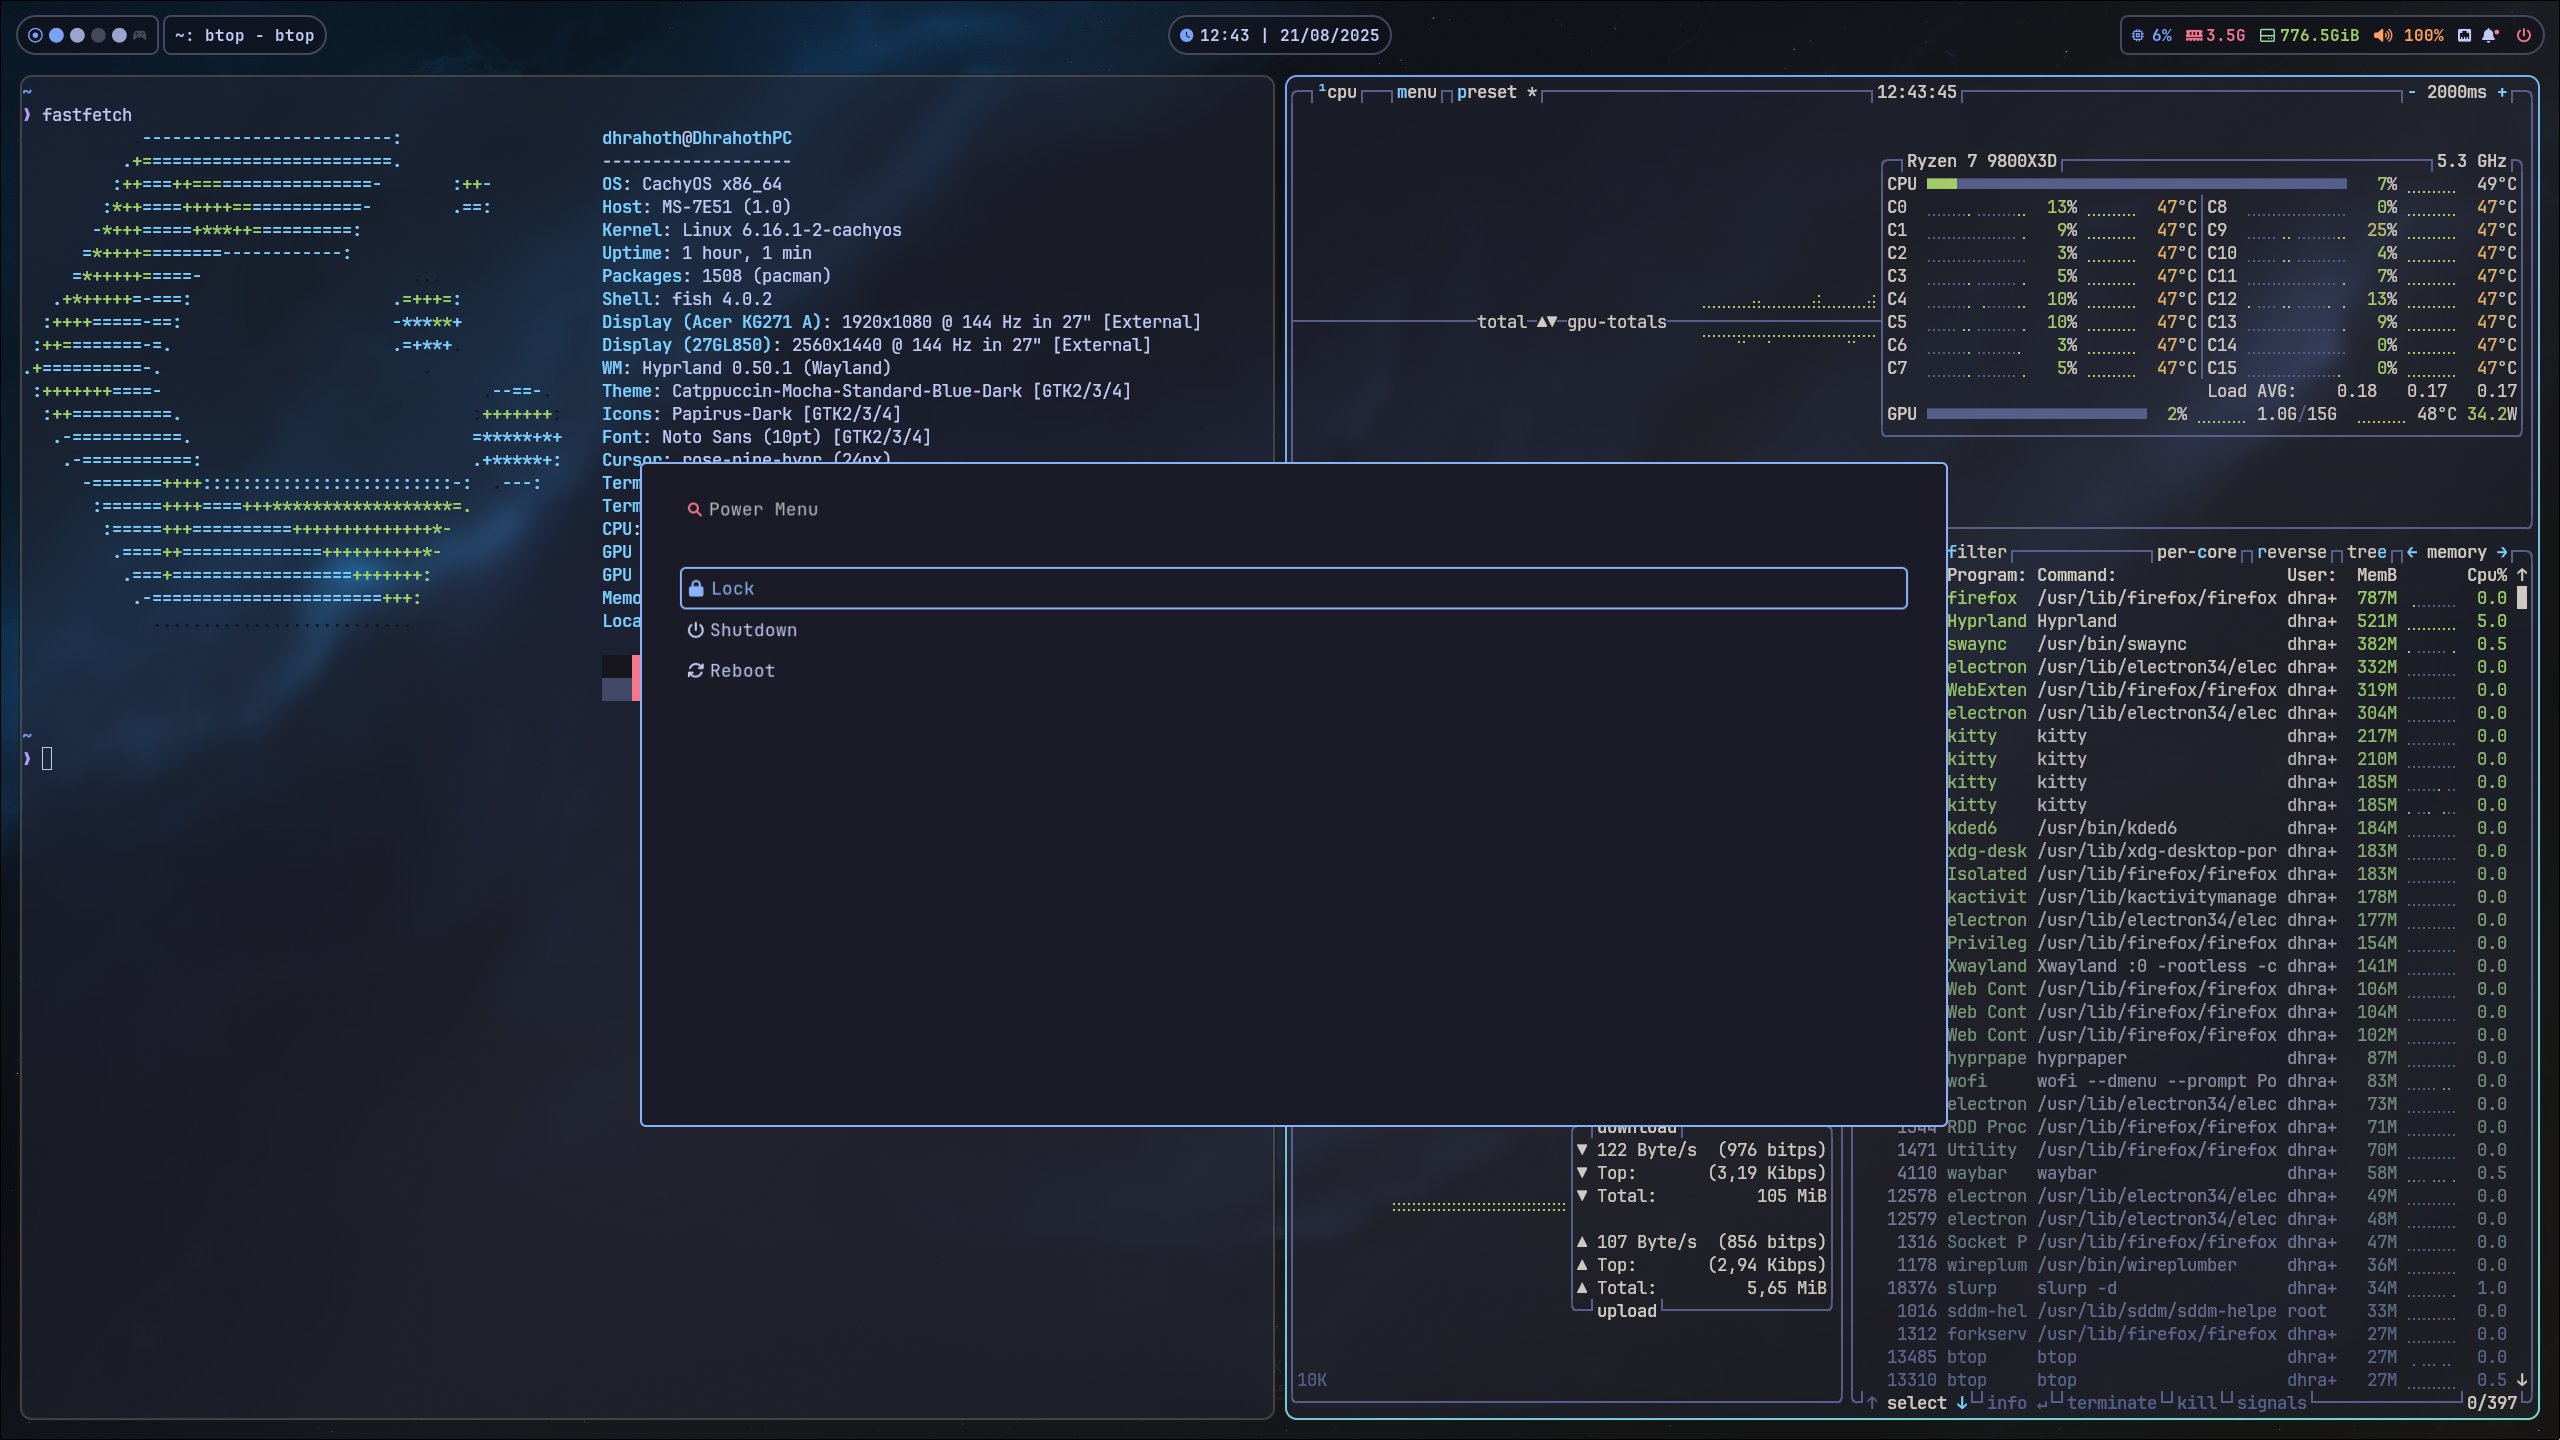 ~: btop - btop
12:43 | 21/08/2025
6% 3.5G 776.5GiB 100%
~
❯ fastfetch
dhrahoth@DhrahothPC
-------------------
OS: CachyOS x86_64
Host: MS-7E51 (1.0)
Kernel: Linux 6.16.1-2-cachyos
Uptime: 1 hour, 1 min
Packages: 1508 (pacman)
Shell: fish 4.0.2
Display (Acer KG271 A): 1920x1080 @ 144 Hz in 27" [External]
Display (27GL850): 2560x1440 @ 144 Hz in 27" [External]
WM: Hyprland 0.50.1 (Wayland)
Theme: Catppuccin-Mocha-Standard-Blue-Dark [GTK2/3/4]
Icons: Papirus-Dark [GTK2/3/4]
Font: Noto Sans (10pt) [GTK2/3/4]
Cursor: rose-pine-hypr (24px)
Term
Term
CPU:
GPU
GPU
Memo
Loca
~
❯
Power Menu
Lock
Shutdown
Reboot
¹cpu menu preset * 12:43:45 - 2000ms +
Ryzen 7 9800X3D 5.3 GHz
CPU 7% 49°C
C0 13% 47°C C8 0% 47°C
C1 9% 47°C C9 25% 47°C
C2 3% 47°C C10 4% 47°C
C3 5% 47°C C11 7% 47°C
C4 10% 47°C C12 13% 47°C
C5 10% 47°C C13 9% 47°C
C6 3% 47°C C14 0% 47°C
C7 5% 47°C C15 0% 47°C
Load AVG: 0.18 0.17 0.17
GPU 2% 1.0G/15G 48°C 34.2W
total ▲▼ gpu-totals
filter per-core reverse tree ← memory →
Program: Command: User: MemB Cpu% ↑
firefox /usr/lib/firefox/firefox dhra+ 787M 0.0
Hyprland Hyprland dhra+ 521M 5.0
swaync /usr/bin/swaync dhra+ 382M 0.5
electron /usr/lib/electron34/elec dhra+ 332M 0.0
WebExten /usr/lib/firefox/firefox dhra+ 319M 0.0
electron /usr/lib/electron34/elec dhra+ 304M 0.0
kitty kitty dhra+ 217M 0.0
kitty kitty dhra+ 210M 0.0
kitty kitty dhra+ 185M 0.0
kitty kitty dhra+ 185M 0.0
kded6 /usr/bin/kded6 dhra+ 184M 0.0
xdg-desk /usr/lib/xdg-desktop-por dhra+ 183M 0.0
Isolated /usr/lib/firefox/firefox dhra+ 183M 0.0
kactivit /usr/lib/kactivitymanage dhra+ 178M 0.0
electron /usr/lib/electron34/elec dhra+ 177M 0.0
Privileg /usr/lib/firefox/firefox dhra+ 154M 0.0
Xwayland Xwayland :0 -rootless -c dhra+ 141M 0.0
Web Cont /usr/lib/firefox/firefox dhra+ 106M 0.0
Web Cont /usr/lib/firefox/firefox dhra+ 104M 0.0
Web Cont /usr/lib/firefox/firefox dhra+ 102M 0.0
hyprpape hyprpaper dhra+ 87M 0.0
wofi wofi --dmenu --prompt Po dhra+ 83M 0.0
electron /usr/lib/electron34/elec dhra+ 73M 0.0
1344 RDD Proc /usr/lib/firefox/firefox dhra+ 71M 0.0
1471 Utility /usr/lib/firefox/firefox dhra+ 70M 0.0
4110 waybar waybar dhra+ 58M 0.5
12578 electron /usr/lib/electron34/elec dhra+ 49M 0.0
12579 electron /usr/lib/electron34/elec dhra+ 48M 0.0
1316 Socket P /usr/lib/firefox/firefox dhra+ 47M 0.0
1178 wireplum /usr/bin/wireplumber dhra+ 36M 0.0
18376 slurp slurp -d dhra+ 34M 1.0
1016 sddm-hel /usr/lib/sddm/sddm-helpe root 33M 0.0
1312 forkserv /usr/lib/firefox/firefox dhra+ 27M 0.0
13485 btop btop dhra+ 27M 0.0
13310 btop btop dhra+ 27M 0.5 ↓
↑ select ↓ info ↵ terminate kill signals 0/397
download
▼ 122 Byte/s (976 bitps)
▼ Top: (3,19 Kibps)
▼ Total: 105 MiB
▲ 107 Byte/s (856 bitps)
▲ Top: (2,94 Kibps)
▲ Total: 5,65 MiB
upload
10K